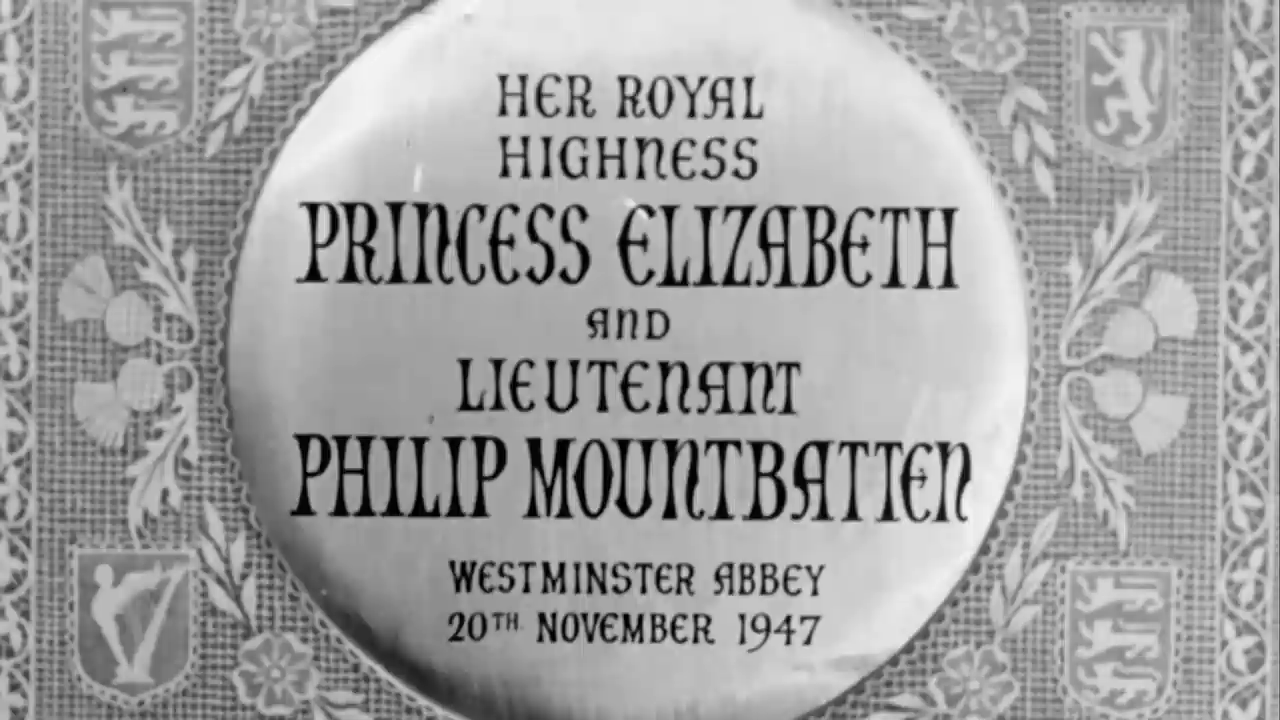 HER ROYAL
HIGHNESS
PRINCESS ELIZABETH
AND
LIEUTENANT
PHILIP MOUNTBATTEN
WESTMINSTER ABBEY
20TH NOVEMBER 1947